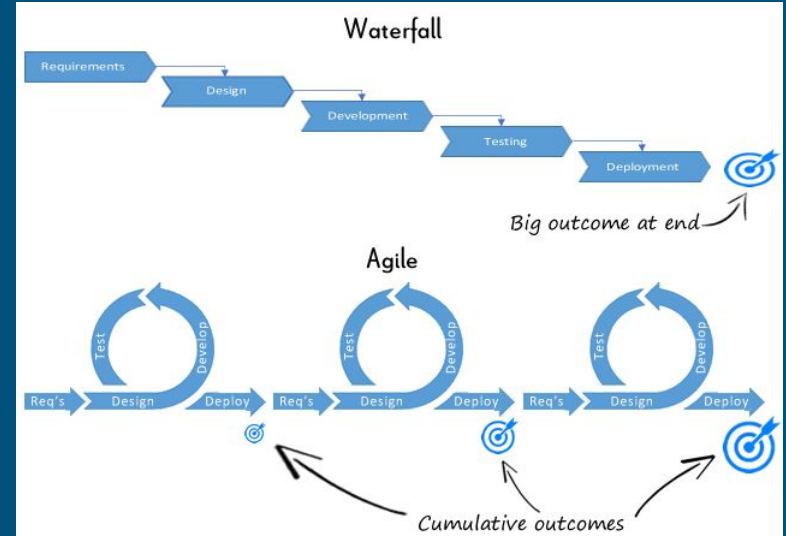 Waterfall
Requirements
Design
Development
Testing
Deployment
Big outcome at end
Agile
Test
Develop
Test
Develop
Test
Develop
Req's
Design
Deploy
Req's
Design
Deploy
Req's
Design
Deploy
Cumulative outcomes